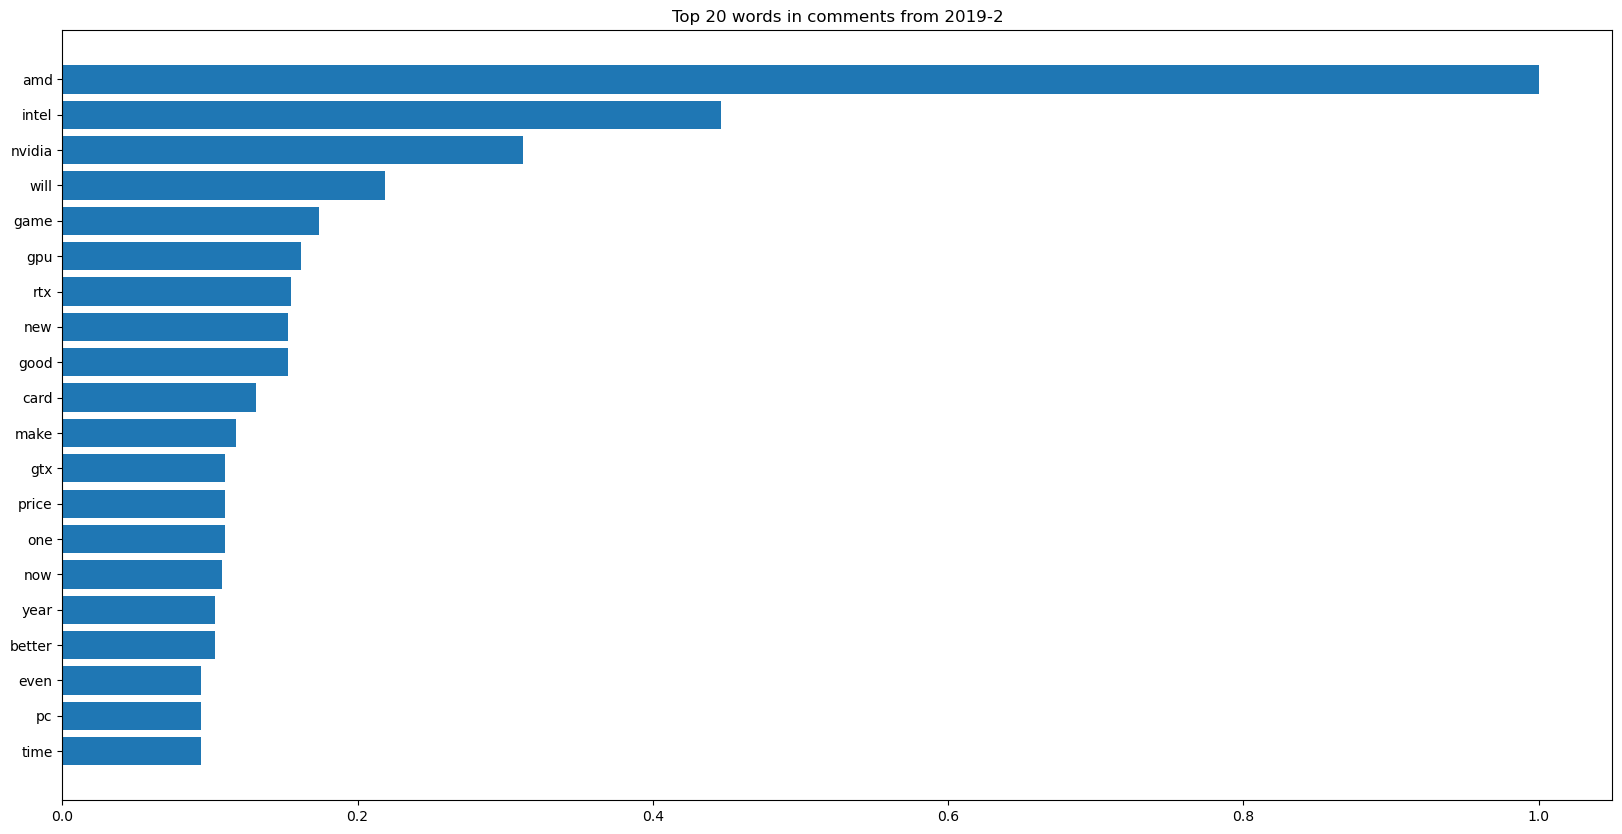 Top 20 words in comments from 2019-2
amd
intel
nvidia
will
game
gpu
rtx
new
good
card
make
gtx
price
one
now
year
better
even
pc
time
0.0 0.2 0.4 0.6 0.8 1.0